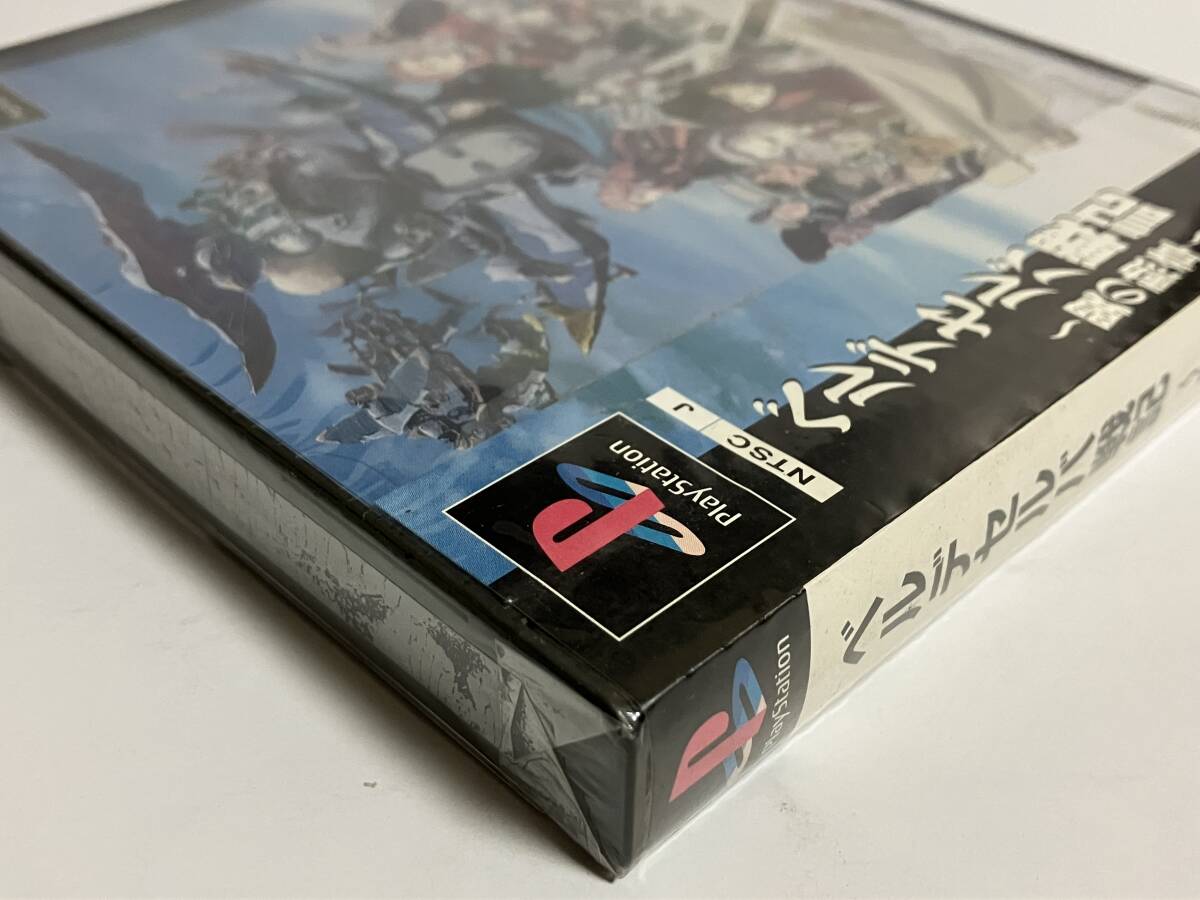 ベルデセルバ戦記
～翼の勲章～
NTSC J
PlayStation
ベルデセルバ戦記 ～
PlayStation